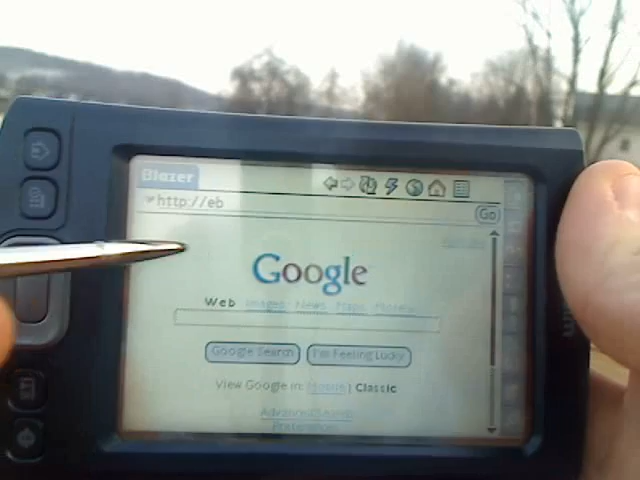 Blazer
http://eb
Go
Google
Web Images News Maps More
Google Search I'm Feeling Lucky
View Google in: Mobile | Classic
Advanced Search
Preferences